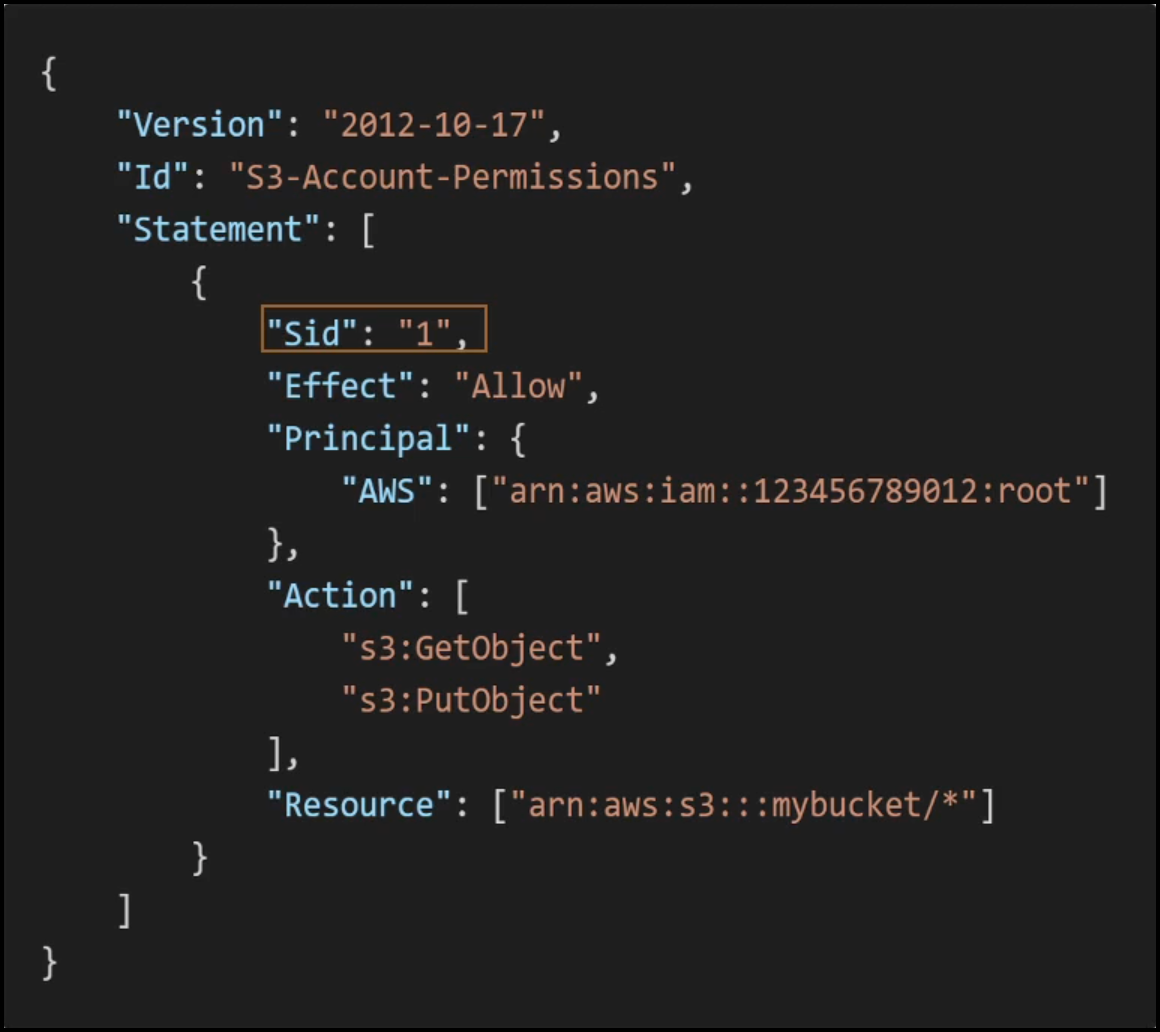 {
"Version": "2012-10-17",
"Id": "S3-Account-Permissions",
"Statement": [
{
"Sid": "1",
"Effect": "Allow",
"Principal": {
"AWS": ["arn:aws:iam::123456789012:root"]
},
"Action": [
"s3:GetObject",
"s3:PutObject"
],
"Resource": ["arn:aws:s3:::mybucket/*"]
}
]
}